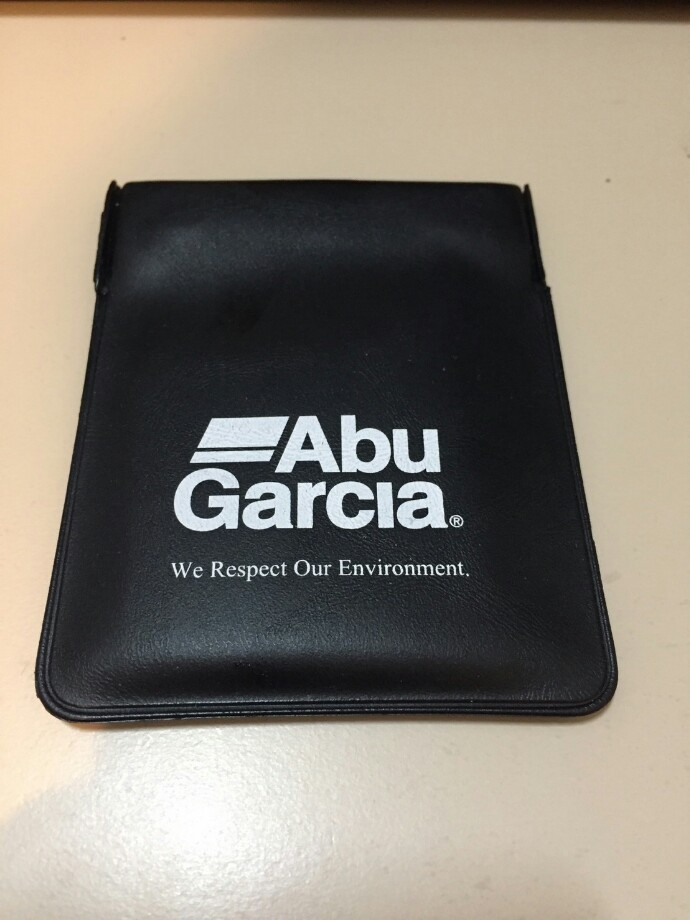 Abu
Garcia®
We Respect Our Environment.